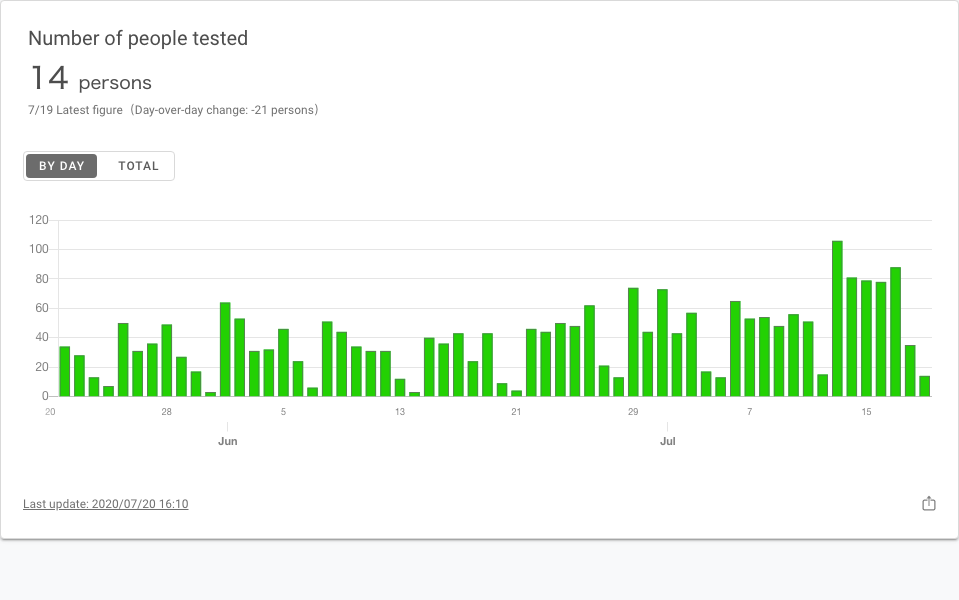 Number of people tested
14 persons
7/19 Latest figure（Day-over-day change: -21 persons）
BY DAY TOTAL
120
100
80
60
40
20
0
20 28 5 13 21 29 7 15
Jun Jul
Last update: 2020/07/20 16:10